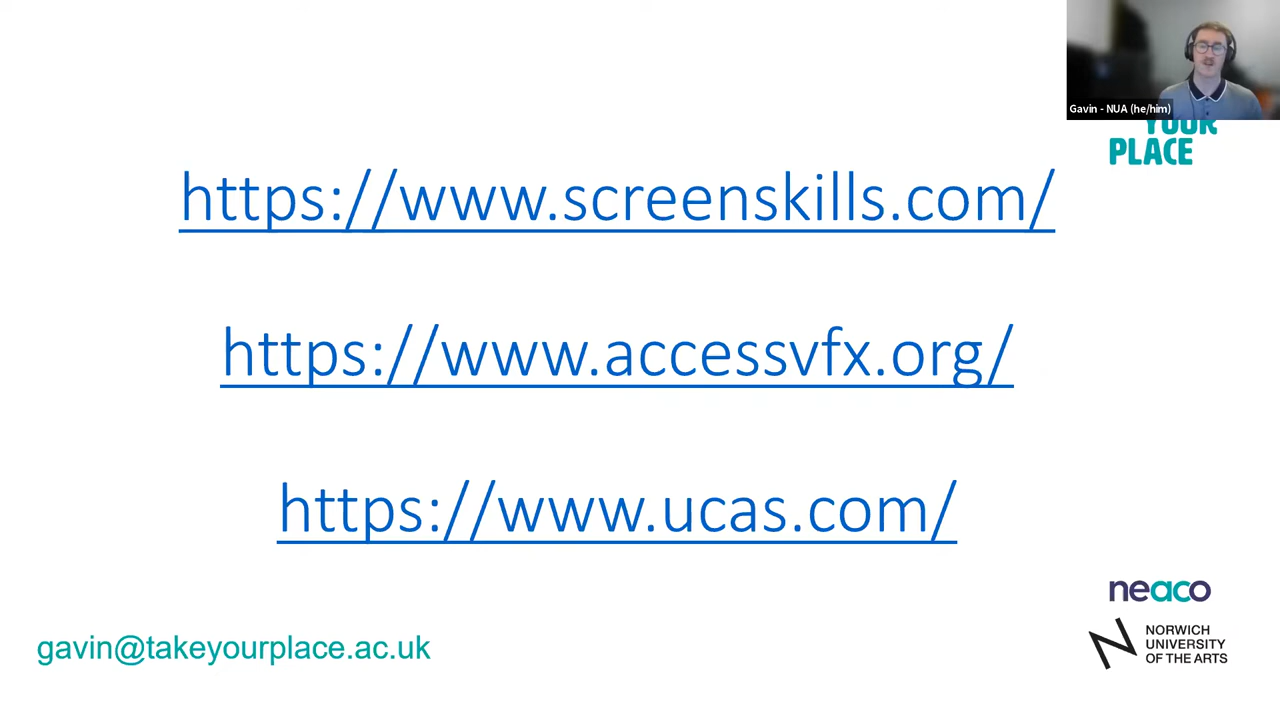 Gavin - NUA (he/him)
YOUR
PLACE
https://www.screenskills.com/
https://www.accessvfx.org/
https://www.ucas.com/
neaco
gavin@takeyourplace.ac.uk
NORWICH
UNIVERSITY
OF THE ARTS